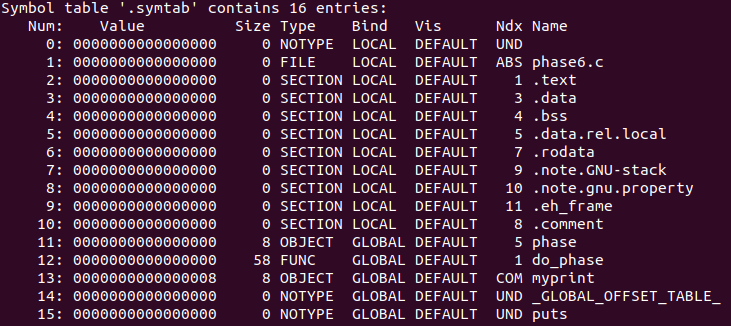 Symbol table '.symtab' contains 16 entries:
   Num:    Value          Size Type    Bind   Vis      Ndx Name
     0: 0000000000000000     0 NOTYPE  LOCAL  DEFAULT  UND
     1: 0000000000000000     0 FILE    LOCAL  DEFAULT  ABS phase6.c
     2: 0000000000000000     0 SECTION LOCAL  DEFAULT    1 .text
     3: 0000000000000000     0 SECTION LOCAL  DEFAULT    3 .data
     4: 0000000000000000     0 SECTION LOCAL  DEFAULT    4 .bss
     5: 0000000000000000     0 SECTION LOCAL  DEFAULT    5 .data.rel.local
     6: 0000000000000000     0 SECTION LOCAL  DEFAULT    7 .rodata
     7: 0000000000000000     0 SECTION LOCAL  DEFAULT    9 .note.GNU-stack
     8: 0000000000000000     0 SECTION LOCAL  DEFAULT   10 .note.gnu.property
     9: 0000000000000000     0 SECTION LOCAL  DEFAULT   11 .eh_frame
    10: 0000000000000000     0 SECTION LOCAL  DEFAULT    8 .comment
    11: 0000000000000000     8 OBJECT  GLOBAL DEFAULT    5 phase
    12: 0000000000000000    58 FUNC    GLOBAL DEFAULT    1 do_phase
    13: 0000000000000008     8 OBJECT  GLOBAL DEFAULT  COM myprint
    14: 0000000000000000     0 NOTYPE  GLOBAL DEFAULT  UND _GLOBAL_OFFSET_TABLE_
    15: 0000000000000000     0 NOTYPE  GLOBAL DEFAULT  UND puts